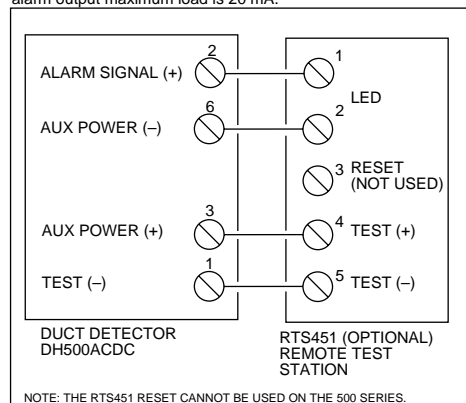 alarm output maximum load is 20 mA.
2
1
ALARM SIGNAL (+)
LED
6
2
AUX POWER (–)
3 RESET
(NOT USED)
3
4
AUX POWER (+)
TEST (+)
1
5
TEST (–)
TEST (–)
DUCT DETECTOR
DH500ACDC
RTS451 (OPTIONAL)
REMOTE TEST
STATION
NOTE: THE RTS451 RESET CANNOT BE USED ON THE 500 SERIES.